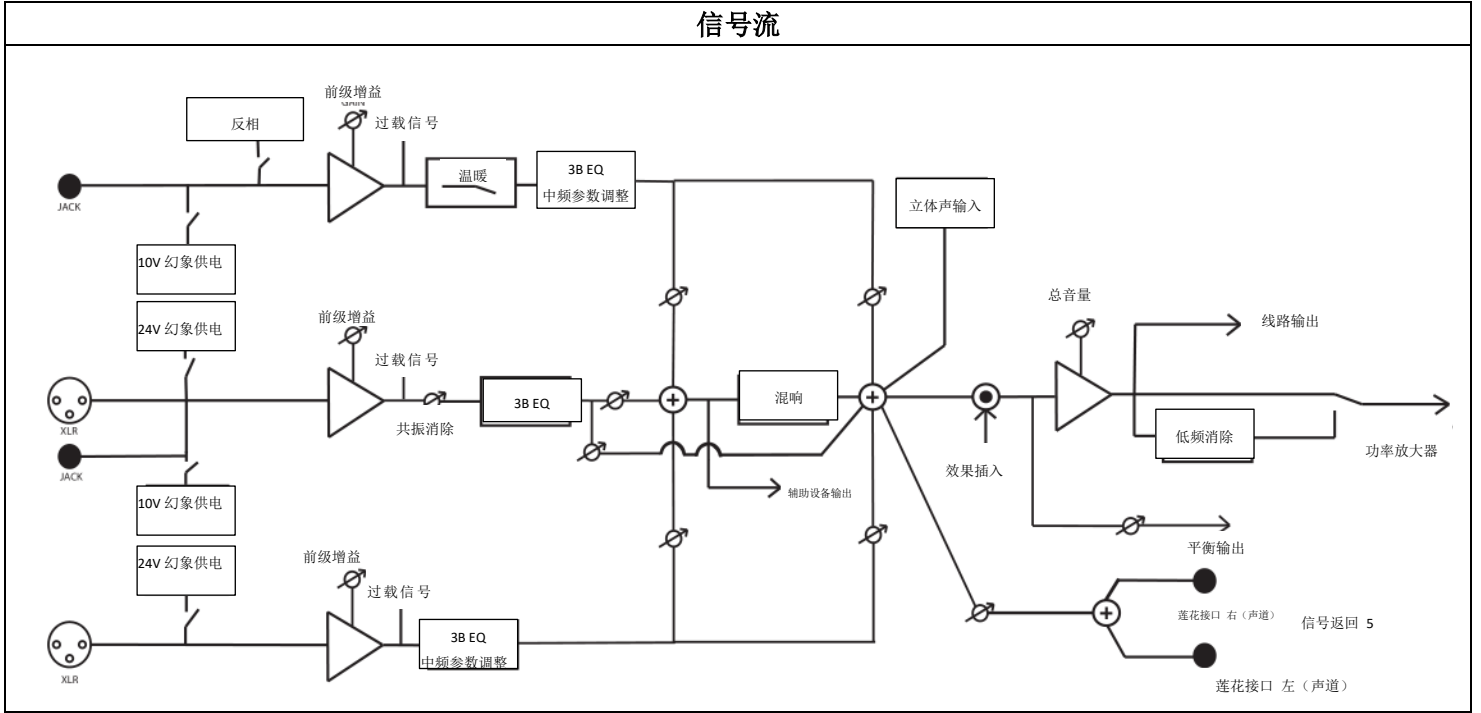 信号流
前级增益
GAIN
反相
过载信号
温暖
3B EQ
中频参数调整
JACK
立体声输入
10V 幻象供电
24V 幻象供电
前级增益
总音量
线路输出
过载信号
3B EQ
混响
XLR
共振消除
低频消除
功率放大器
JACK
效果插入
辅助设备输出
10V 幻象供电
24V 幻象供电
前级增益
平衡输出
过载信号
3B EQ
中频参数调整
莲花接口 右（声道）
信号返回 5
XLR
莲花接口 左（声道）